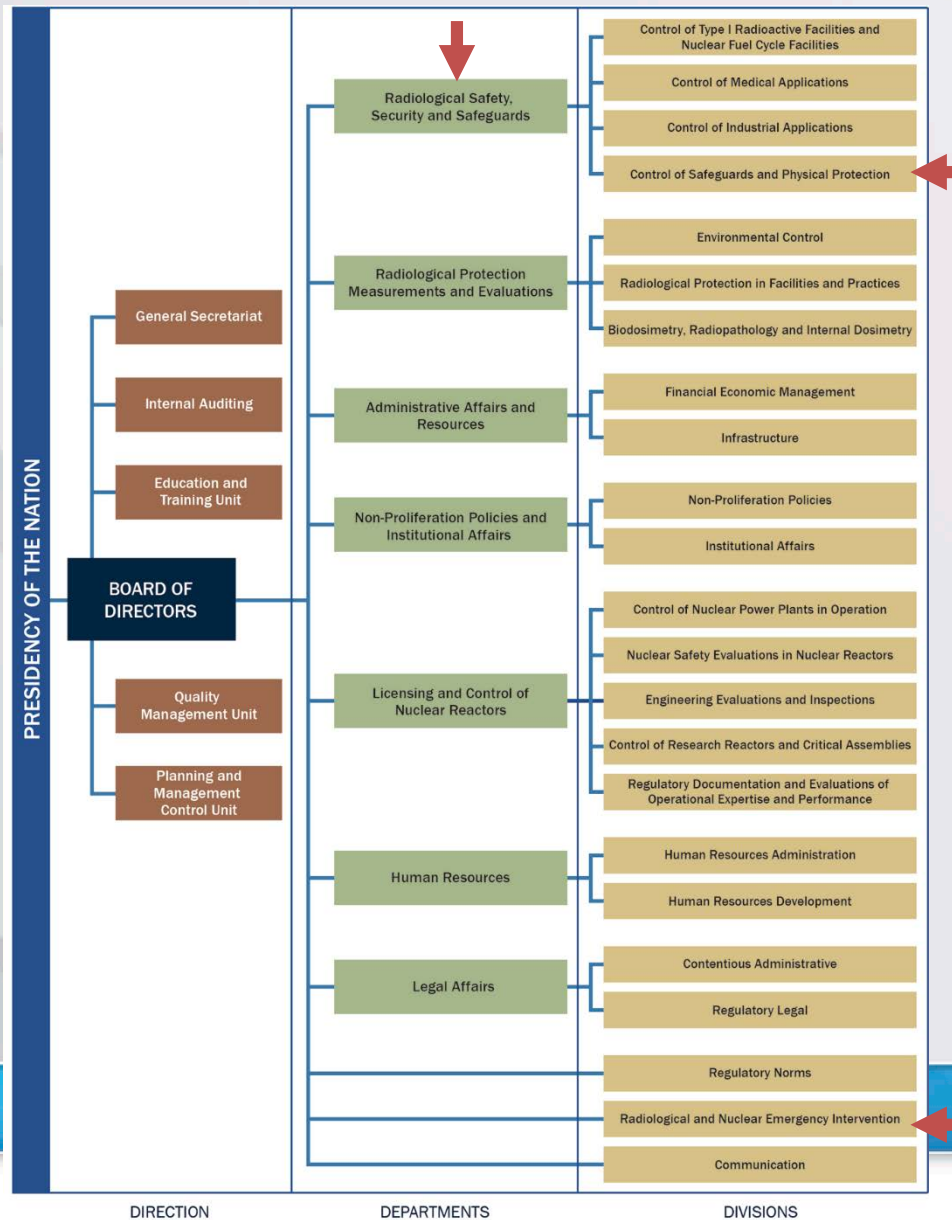 PRESIDENCY OF THE NATION
General Secretariat
Internal Auditing
Education and
Training Unit
BOARD OF
DIRECTORS
Quality
Management Unit
Planning and
Management
Control Unit
Radiological Safety,
Security and Safeguards
Control of Type I Radioactive Facilities and
Nuclear Fuel Cycle Facilities
Control of Medical Applications
Control of Industrial Applications
Control of Safeguards and Physical Protection
Radiological Protection
Measurements and Evaluations
Environmental Control
Radiological Protection in Facilities and Practices
Biodosimetry, Radiopathology and Internal Dosimetry
Administrative Affairs and
Resources
Financial Economic Management
Infrastructure
Non-Proliferation Policies and
Institutional Affairs
Non-Proliferation Policies
Institutional Affairs
Licensing and Control of
Nuclear Reactors
Control of Nuclear Power Plants in Operation
Nuclear Safety Evaluations in Nuclear Reactors
Engineering Evaluations and Inspections
Control of Research Reactors and Critical Assemblies
Regulatory Documentation and Evaluations of
Operational Expertise and Performance
Human Resources
Human Resources Administration
Human Resources Development
Legal Affairs
Contentious Administrative
Regulatory Legal
Regulatory Norms
Radiological and Nuclear Emergency Intervention
Communication
DIRECTION
DEPARTMENTS
DIVISIONS